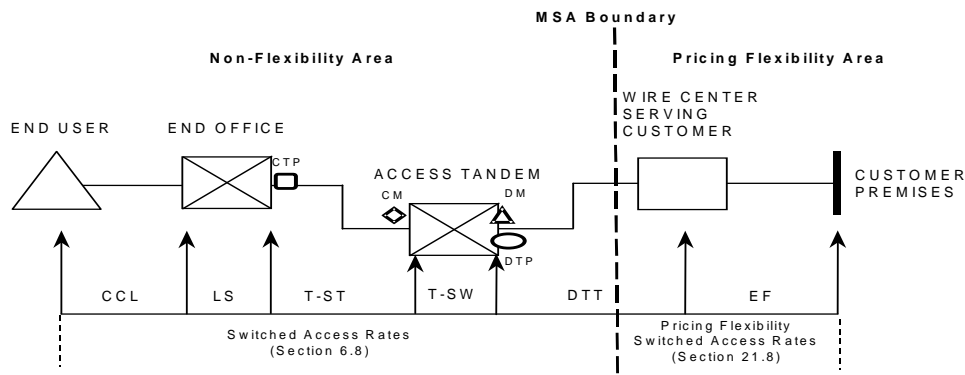 MSA Boundary
Non-Flexibility Area
Pricing Flexibility Area
WIRE CENTER
SERVING
CUSTOMER
END USER
END OFFICE
CTP
ACCESS TANDEM
CM
DM
DTP
CUSTOMER
PREMISES
CCL
LS
T-ST
T-SW
DTT
EF
Switched Access Rates
(Section 6.8)
Pricing Flexibility
Switched Access Rates
(Section 21.8)